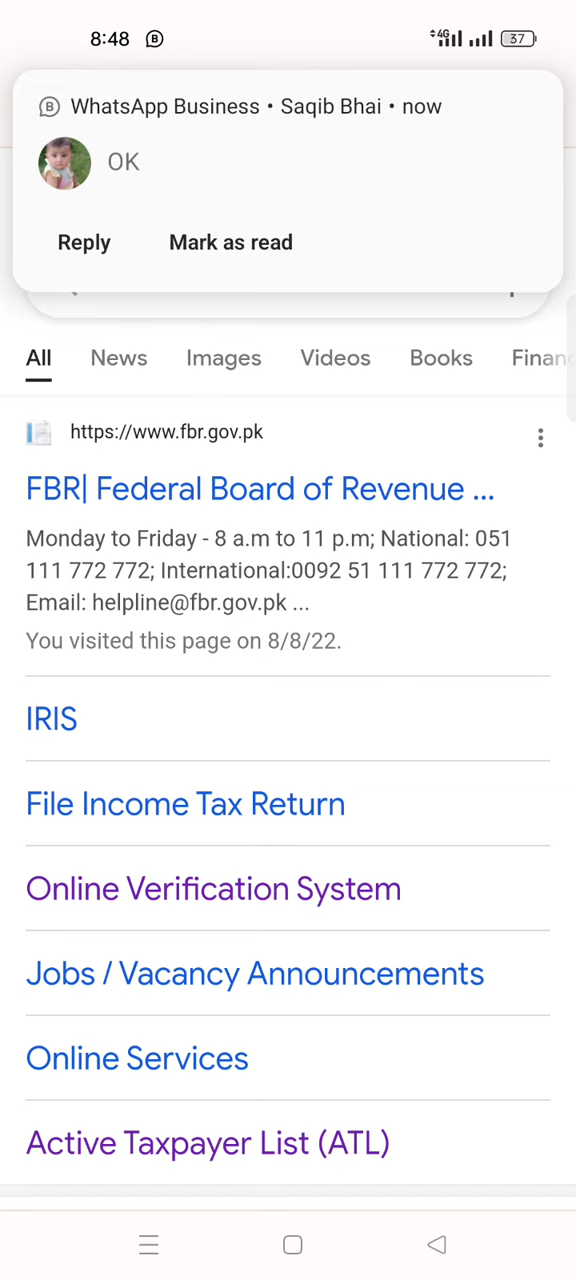 8:48
4G
37
WhatsApp Business • Saqib Bhai • now
OK
Reply Mark as read
All News Images Videos Books Finan
https://www.fbr.gov.pk
FBR| Federal Board of Revenue ...
Monday to Friday - 8 a.m to 11 p.m; National: 051
111 772 772; International:0092 51 111 772 772;
Email: helpline@fbr.gov.pk ...
You visited this page on 8/8/22.
IRIS
File Income Tax Return
Online Verification System
Jobs / Vacancy Announcements
Online Services
Active Taxpayer List (ATL)